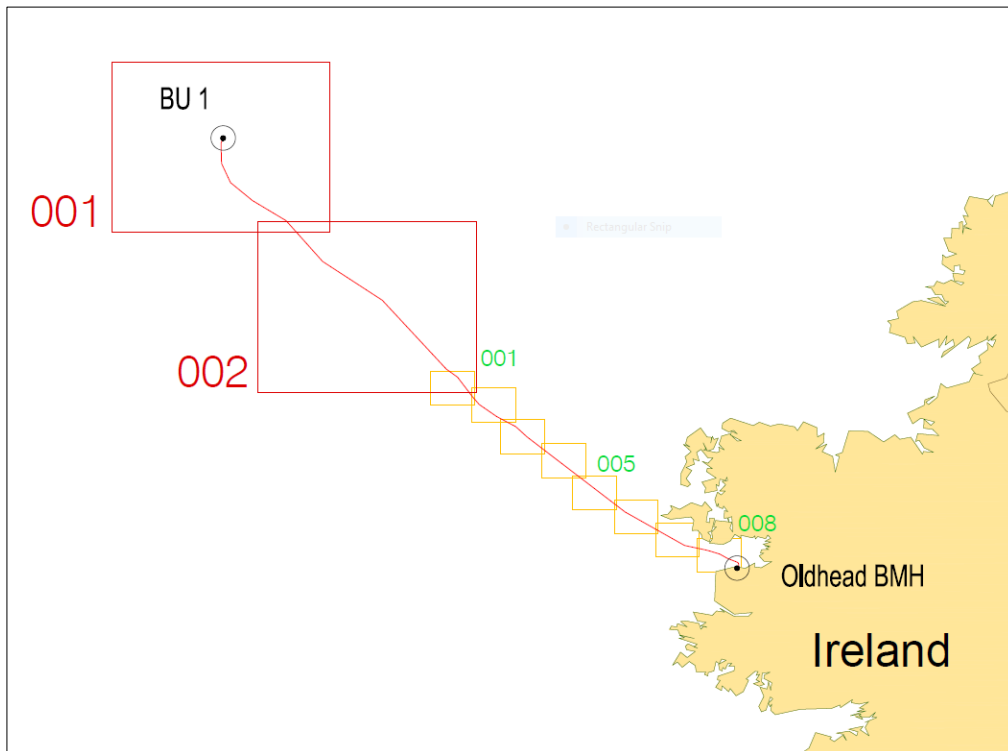 BU 1
001
Rectangular Snip
002
001
005
008
Oldhead BMH
Ireland